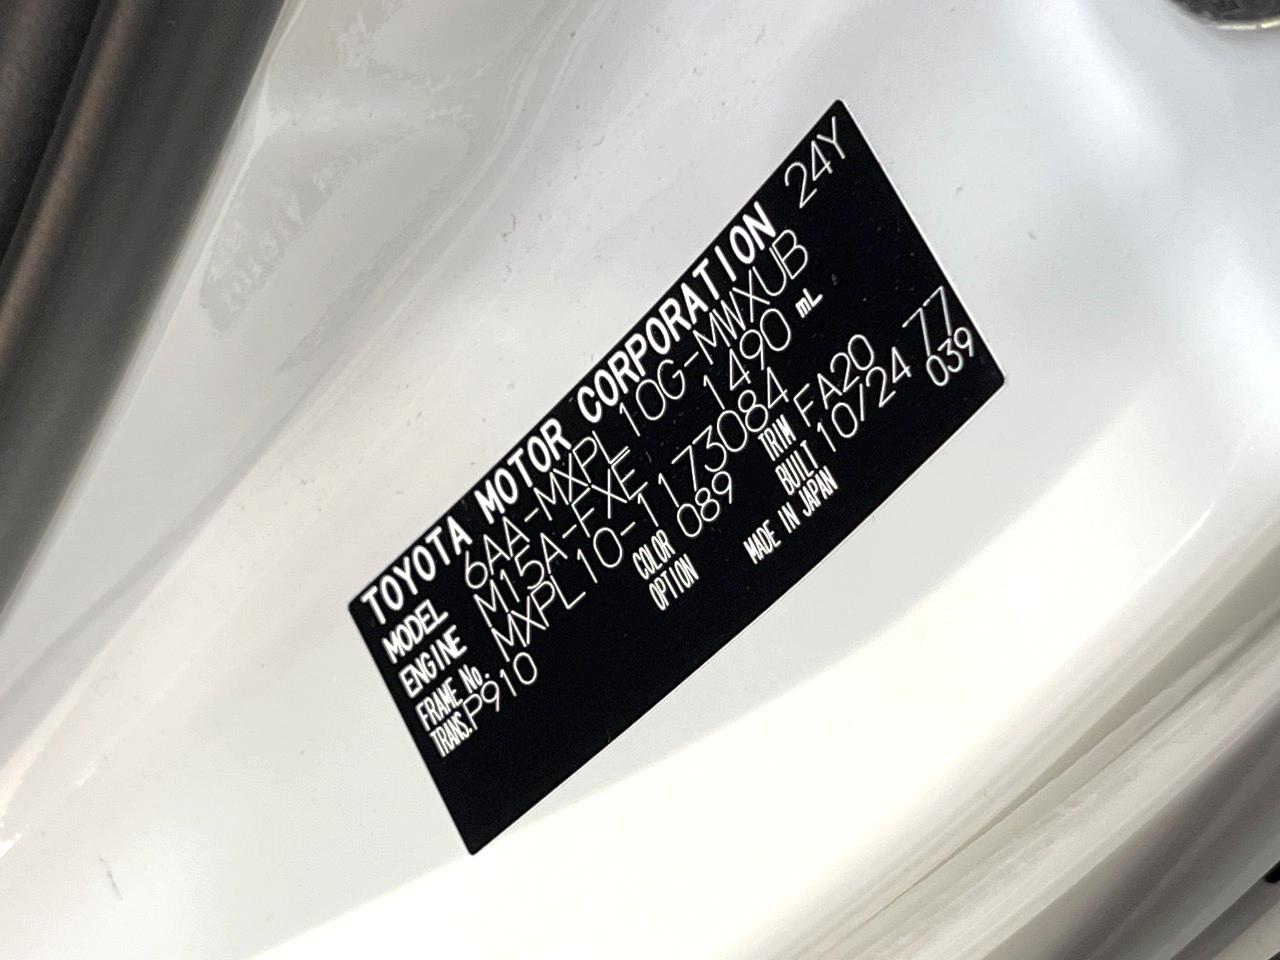 TOYOTA MOTOR CORPORATION 24Y
MODEL 6AA-MXPL10G-MWXUB
ENGINE M15A-FXE 1490 mL
FRAME No. MXPL10-1173084
TRANS. P910 COLOR 089 TRIM FA20 77
OPTION BUILT 10/24 039
MADE IN JAPAN